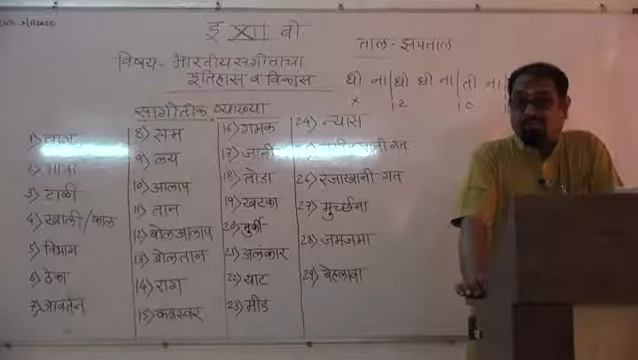 इ XII वी
विषय - भारतीय संगीताचा
इतिहास व विकास
ताल - झपताल
धी ना | धी धी ना | ती ना |
x | 2 | 0
सांगीतीक व्याख्या
1) ताल
2) मात्रा
3) टाळी
4) खाली/काल
5) विभाग
6) ठेका
7) आवर्तन
8) सम
9) लय
10) आलाप
11) तान
12) बोलआलाप
13) बोलतान
14) राग
15) कणस्वर
16) गमक
17) जाती
18) तोडा
19) खटका
20) मुर्की
21) अलंकार
22) थाट
23) मींड
24) न्यास
26) रजाखानी गत
27) मुर्च्छना
28) जमजमा
29) बेहलावा